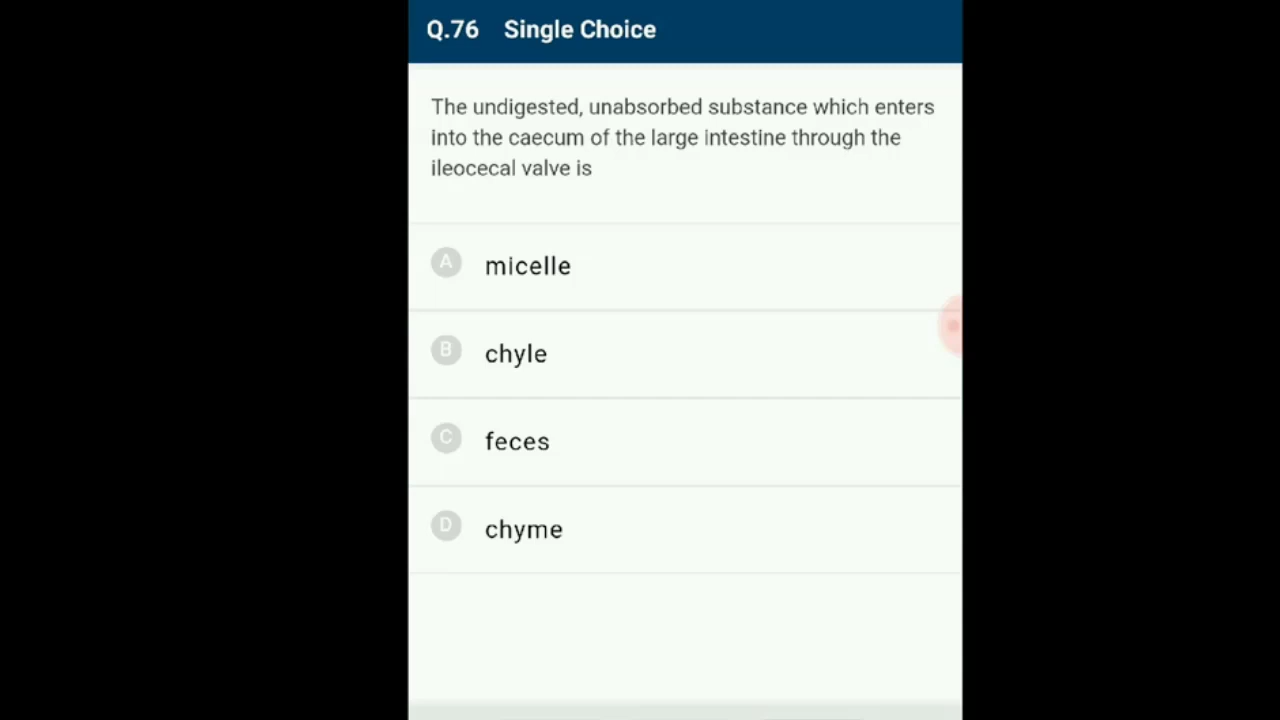 Q.76 Single Choice
The undigested, unabsorbed substance which enters
into the caecum of the large intestine through the
ileocecal valve is
A micelle
B chyle
C feces
D chyme